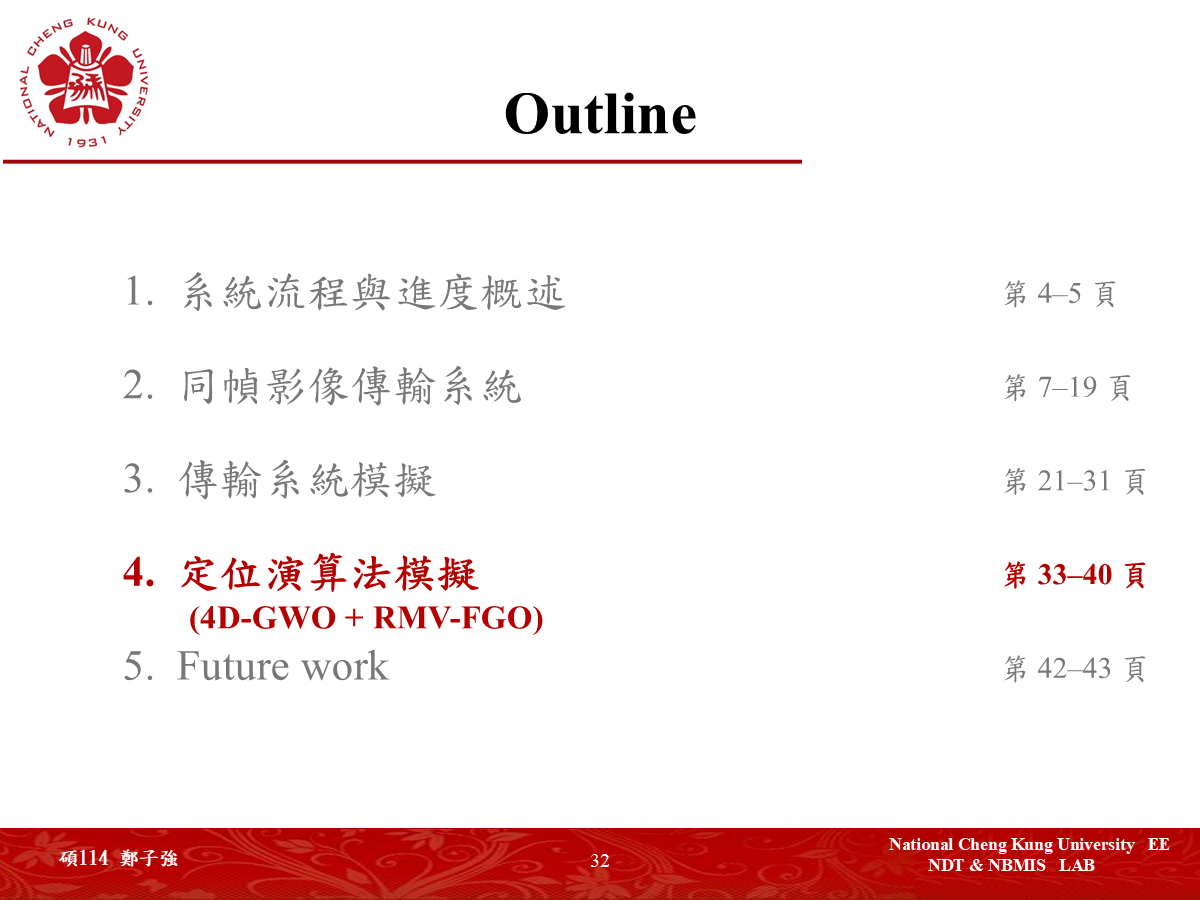 NATIONAL CHENG KUNG UNIVERSITY
1931
Outline
1. 系統流程與進度概述 第 4–5 頁
2. 同幀影像傳輸系統 第 7–19 頁
3. 傳輸系統模擬 第 21–31 頁
4. 定位演算法模擬 第 33–40 頁
(4D-GWO + RMV-FGO)
5. Future work 第 42–43 頁
碩114 鄭子強
32
National Cheng Kung University EE
NDT & NBMIS LAB